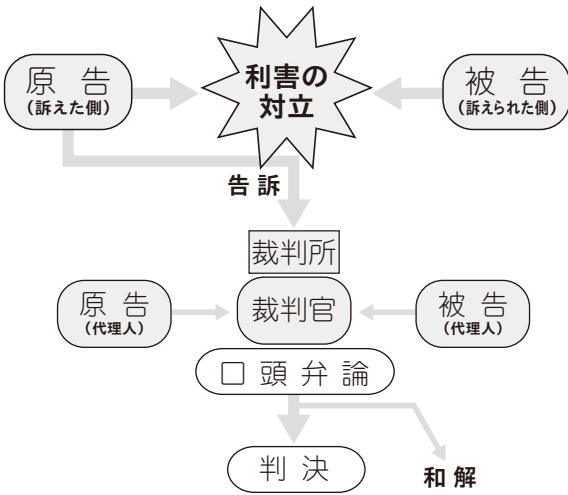 利害の
対立
原告
(訴えた側)
被告
(訴えられた側)
告訴
裁判所
原告
(代理人)
裁判官
被告
(代理人)
口頭弁論
判決
和解